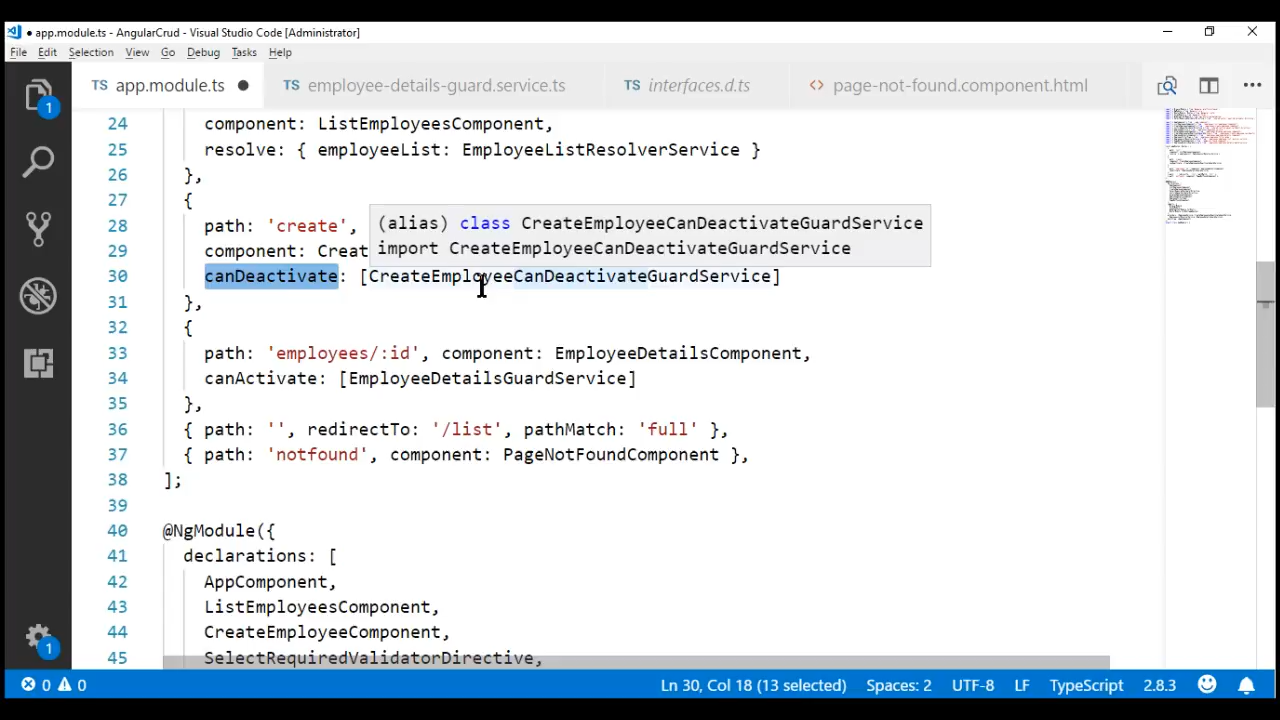 app.module.ts - AngularCrud - Visual Studio Code [Administrator]
File Edit Selection View Go Debug Tasks Help
TS app.module.ts TS employee-details-guard.service.ts TS interfaces.d.ts <> page-not-found.component.html
24 component: ListEmployeesComponent,
25 resolve: { employeeList: EmployeeListResolverService }
26 },
27 {
28 path: 'create',
(alias) class CreateEmployeeCanDeactivateGuardService
import CreateEmployeeCanDeactivateGuardService
29 component: Creat
30 canDeactivate: [CreateEmployeeCanDeactivateGuardService]
31 },
32 {
33 path: 'employees/:id', component: EmployeeDetailsComponent,
34 canActivate: [EmployeeDetailsGuardService]
35 },
36 { path: '', redirectTo: '/list', pathMatch: 'full' },
37 { path: 'notfound', component: PageNotFoundComponent },
38 ];
39
40 @NgModule({
41 declarations: [
42 AppComponent,
43 ListEmployeesComponent,
44 CreateEmployeeComponent,
45 SelectRequiredValidatorDirective,
1
1
0 0 Ln 30, Col 18 (13 selected) Spaces: 2 UTF-8 LF TypeScript 2.8.3